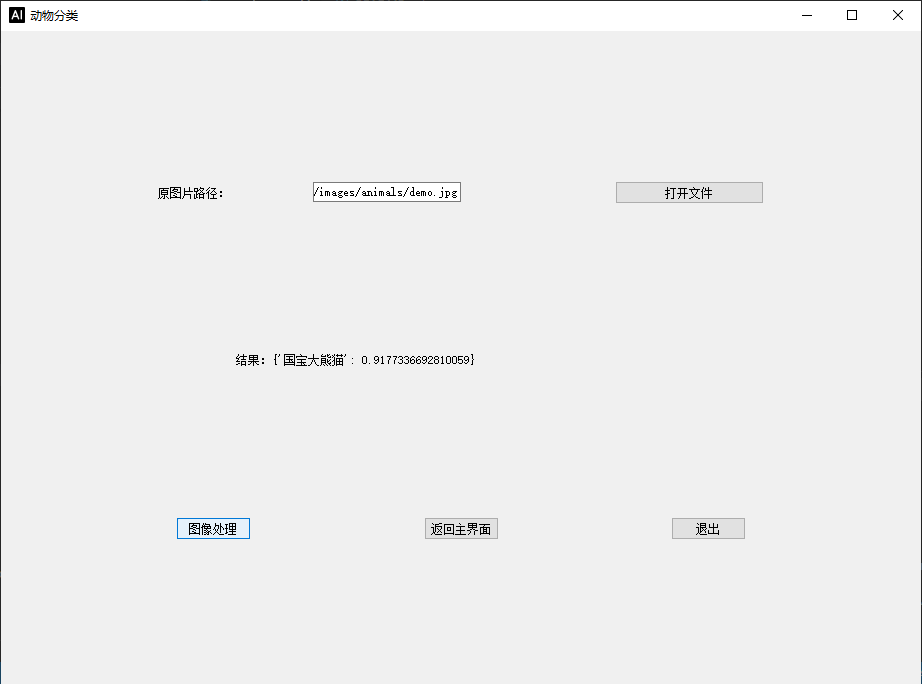 AI 动物分类
原图片路径： /images/animals/demo.jpg 打开文件
结果：{'国宝大熊猫': 0.9177336692810059}
图像处理 返回主界面 退出